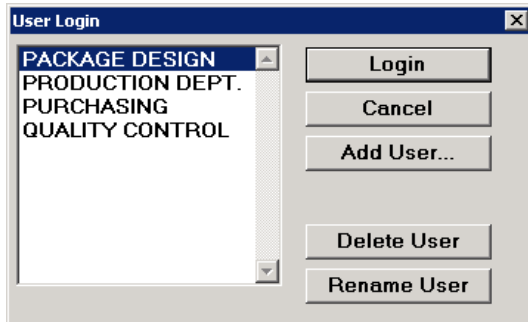 User Login
PACKAGE DESIGN
PRODUCTION DEPT.
PURCHASING
QUALITY CONTROL
Login
Cancel
Add User...
Delete User
Rename User